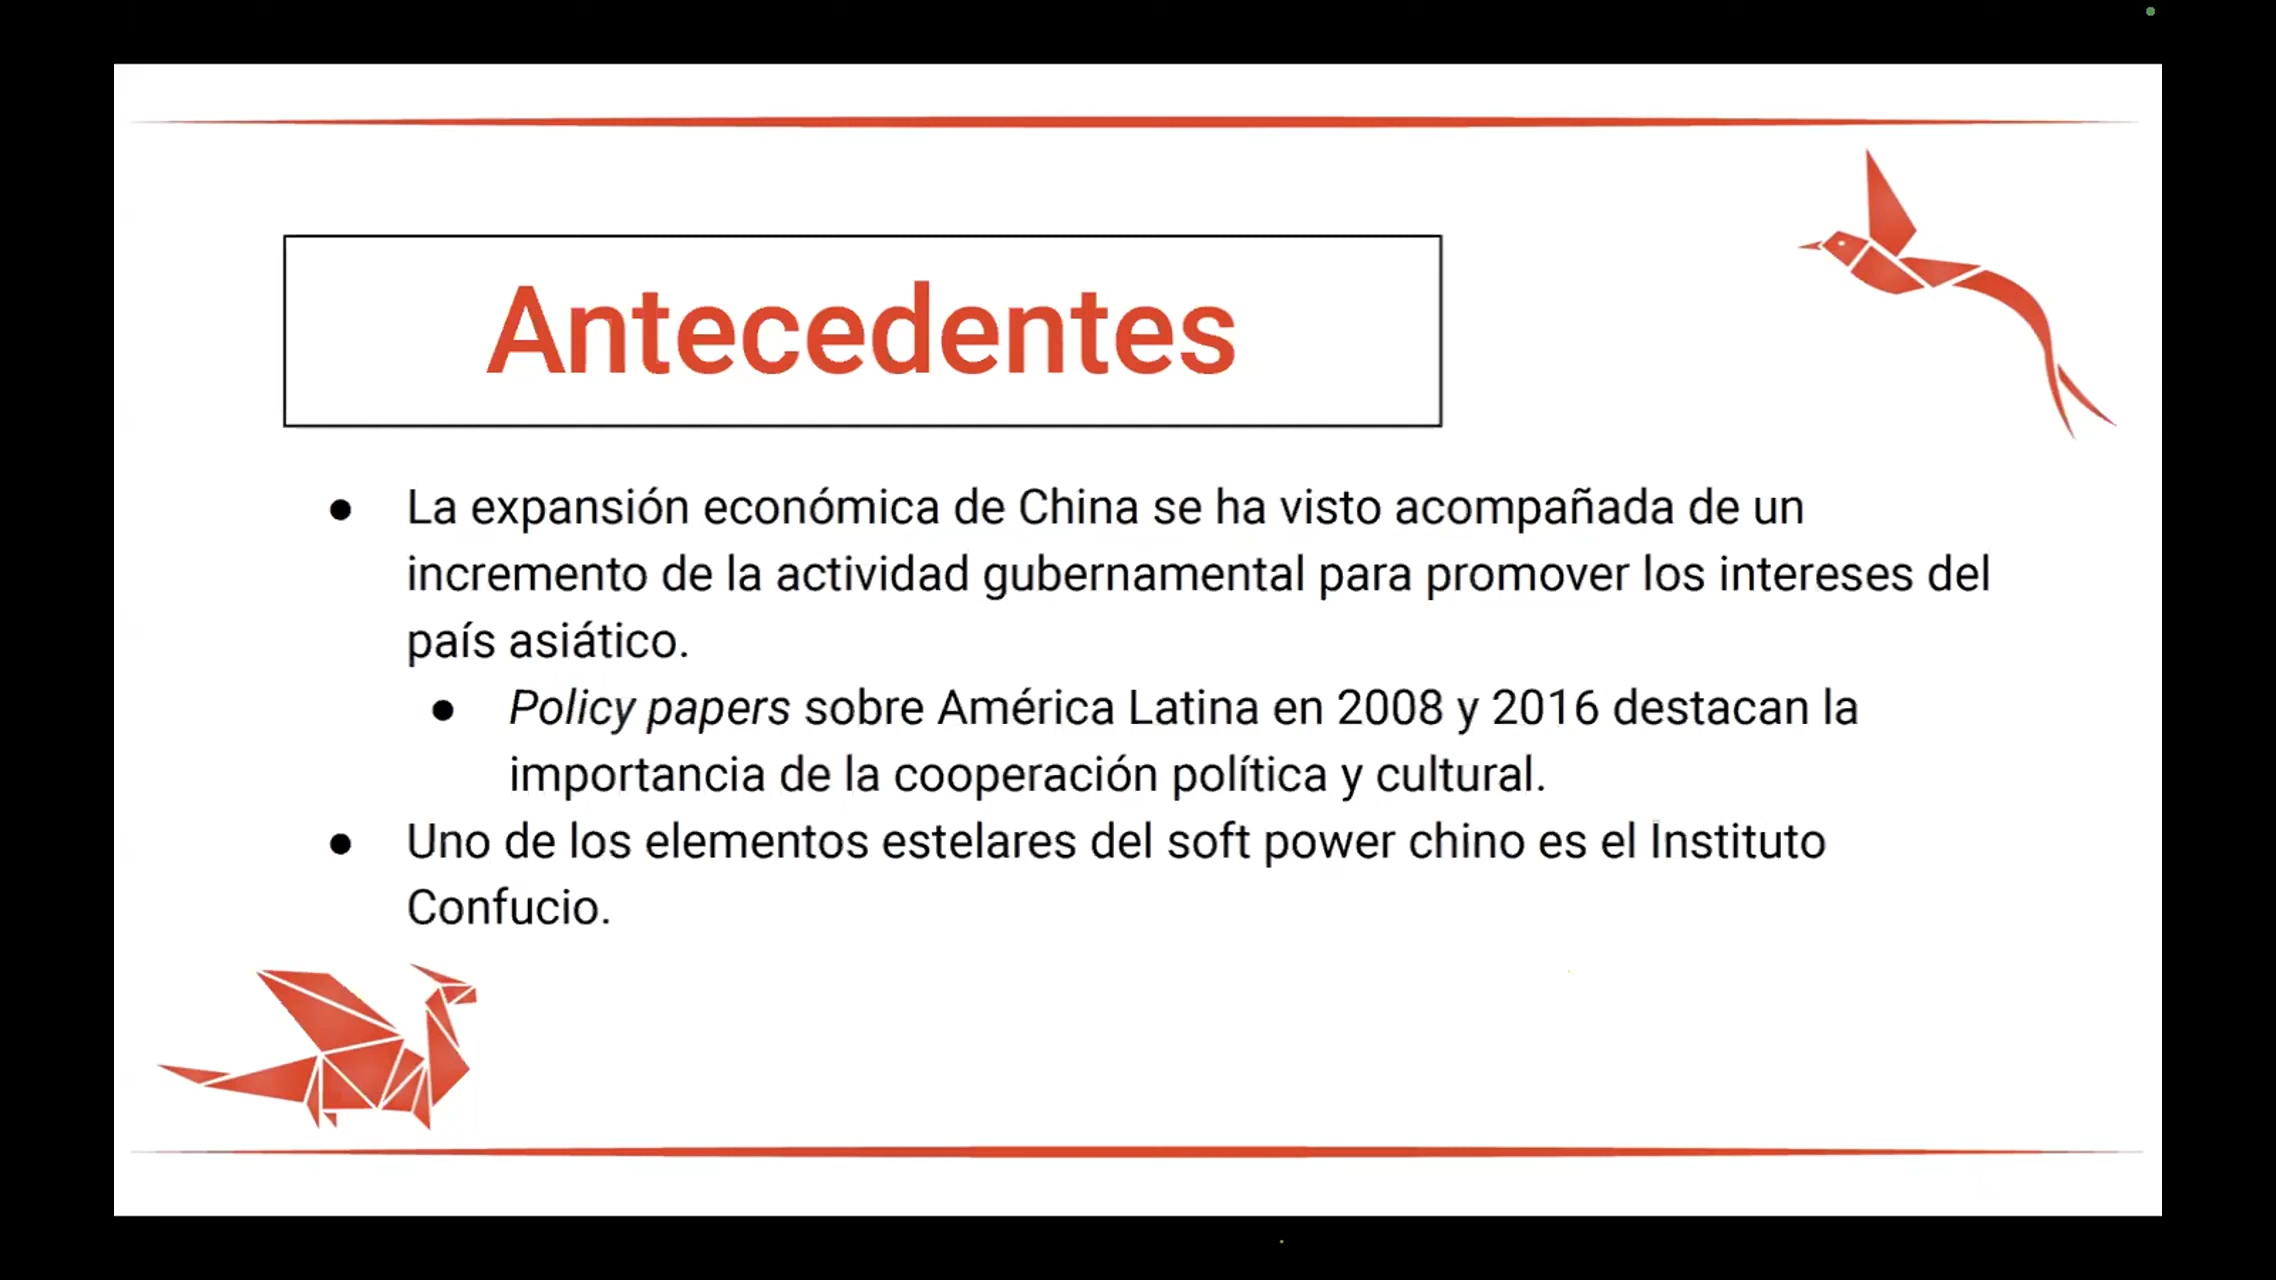 Antecedentes
● La expansión económica de China se ha visto acompañada de un
incremento de la actividad gubernamental para promover los intereses del
país asiático.
● Policy papers sobre América Latina en 2008 y 2016 destacan la
importancia de la cooperación política y cultural.
● Uno de los elementos estelares del soft power chino es el Instituto
Confucio.